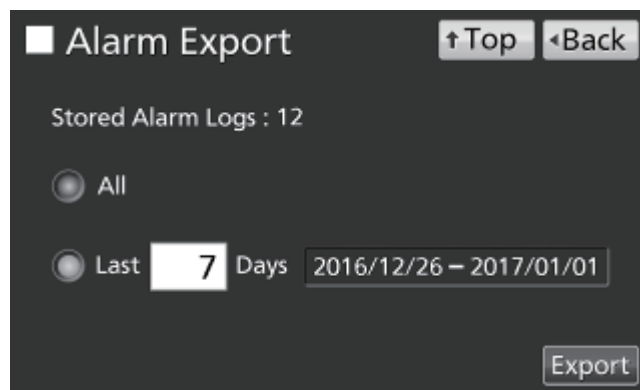 Alarm Export
↑Top
◂Back
Stored Alarm Logs : 12
All
Last 7 Days 2016/12/26 – 2017/01/01
Export